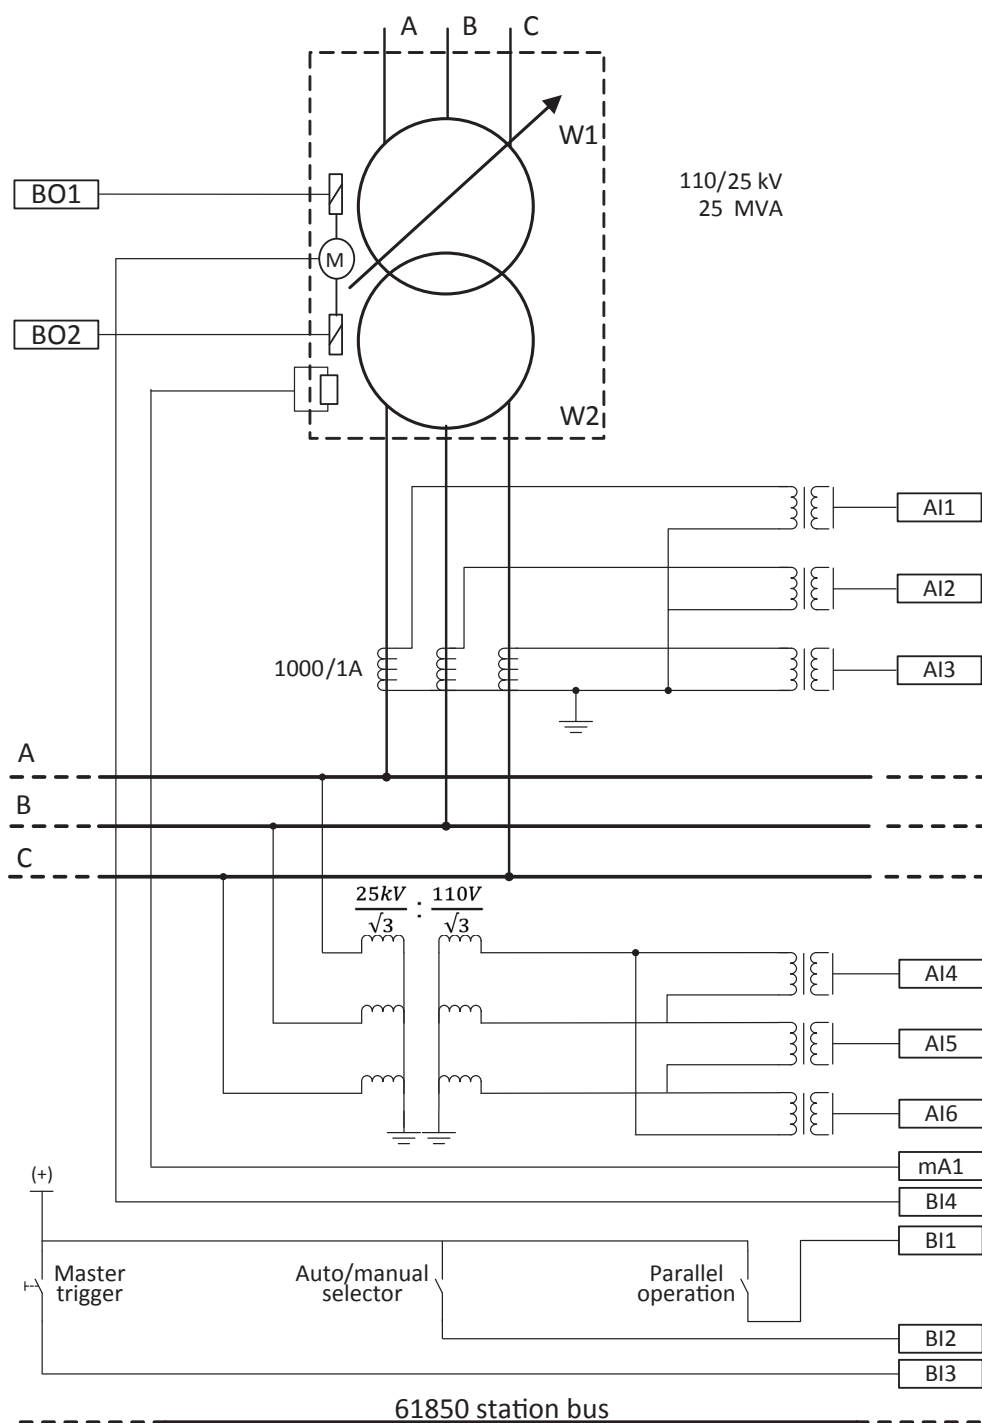 A B C
W1
110/25 kV
25 MVA
BO1
M
BO2
W2
AI1
AI2
1000/1A
AI3
A
B
C
25kV/√3 : 110V/√3
AI4
AI5
AI6
mA1
(+)
BI4
BI1
Master
trigger
Auto/manual
selector
Parallel
operation
BI2
BI3
61850 station bus